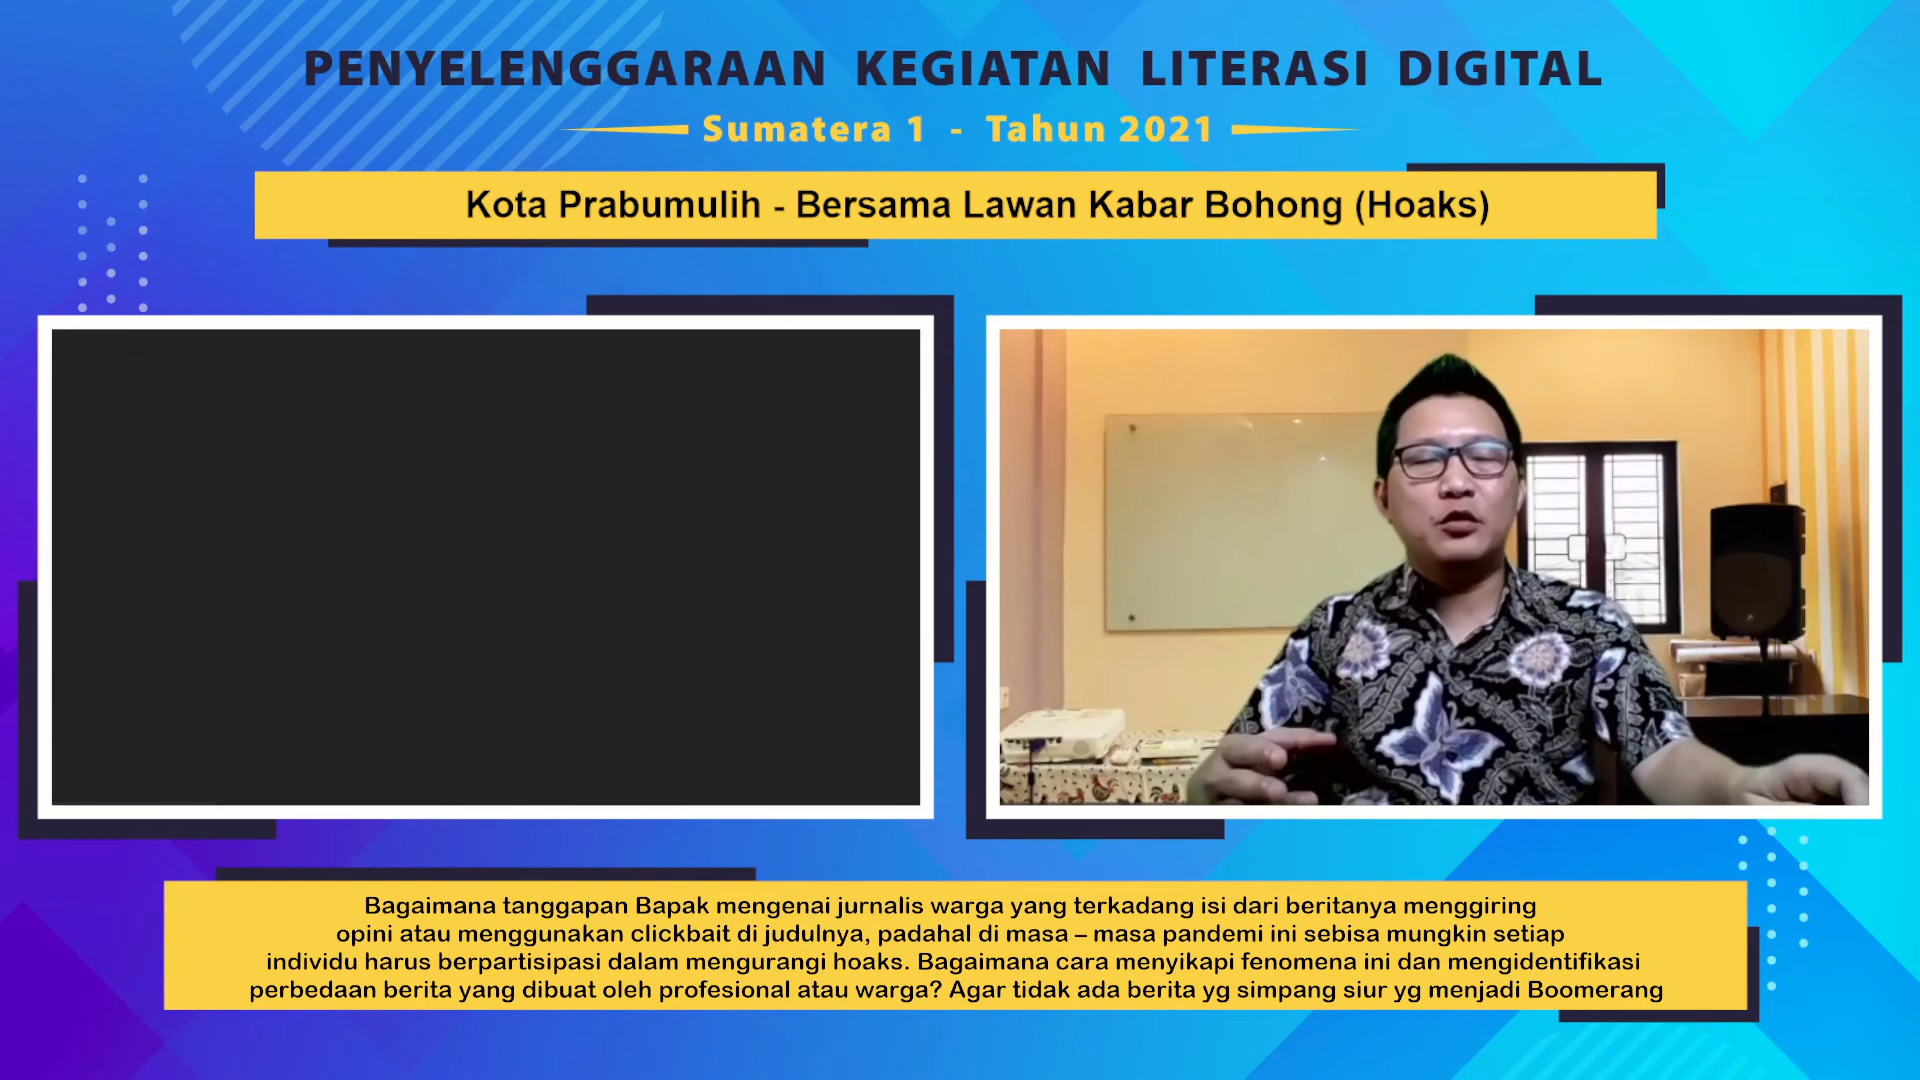 PENYELENGGARAAN KEGIATAN LITERASI DIGITAL
Sumatera 1 - Tahun 2021
Kota Prabumulih - Bersama Lawan Kabar Bohong (Hoaks)
Bagaimana tanggapan Bapak mengenai jurnalis warga yang terkadang isi dari beritanya menggiring
opini atau menggunakan clickbait di judulnya, padahal di masa – masa pandemi ini sebisa mungkin setiap
individu harus berpartisipasi dalam mengurangi hoaks. Bagaimana cara menyikapi fenomena ini dan mengidentifikasi
perbedaan berita yang dibuat oleh profesional atau warga? Agar tidak ada berita yg simpang siur yg menjadi Boomerang